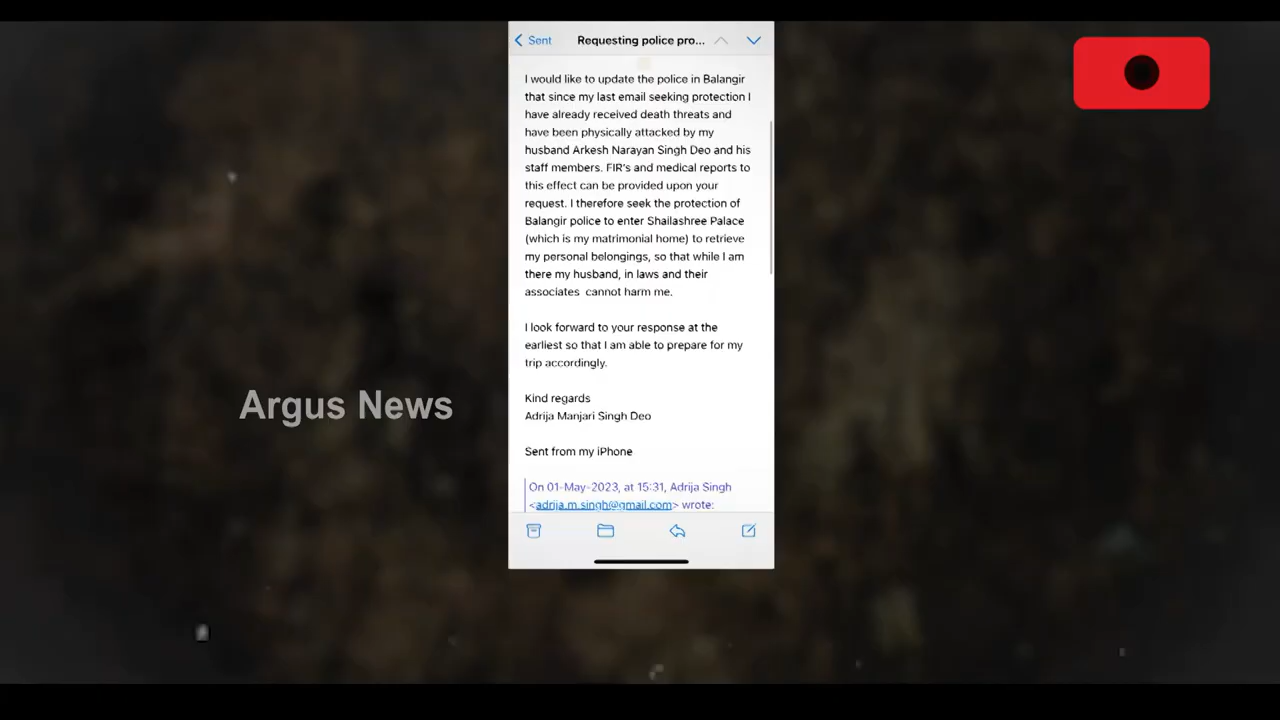 Sent
Requesting police pro...
I would like to update the police in Balangir
that since my last email seeking protection I
have already received death threats and
have been physically attacked by my
husband Arkesh Narayan Singh Deo and his
staff members. FIR's and medical reports to
this effect can be provided upon your
request. I therefore seek the protection of
Balangir police to enter Shailashree Palace
(which is my matrimonial home) to retrieve
my personal belongings, so that while I am
there my husband, in laws and their
associates cannot harm me.
I look forward to your response at the
earliest so that I am able to prepare for my
trip accordingly.
Kind regards
Adrija Manjari Singh Deo
Sent from my iPhone
On 01-May-2023, at 15:31, Adrija Singh
<adrija.m.singh@gmail.com> wrote:
Argus News